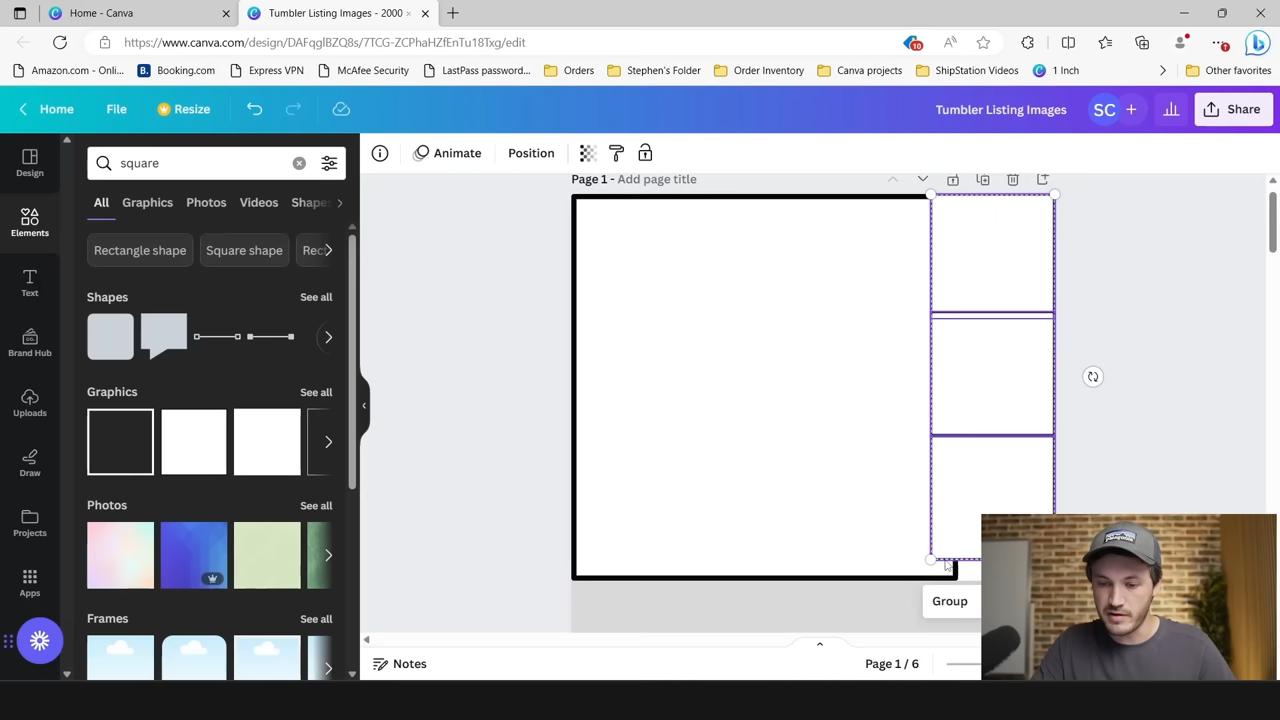 Home - Canva
Tumbler Listing Images - 2000
https://www.canva.com/design/DAFqglBZQ8s/7TCG-ZCPhaHZfEnTu18Txg/edit
10
Amazon.com - Onli...
Booking.com
Express VPN
McAfee Security
LastPass password...
Orders
Stephen's Folder
Order Inventory
Canva projects
ShipStation Videos
1 Inch
Other favorites
Home
File
Resize
Tumbler Listing Images
SC
Share
Design
Elements
Text
Brand Hub
Uploads
Draw
Projects
Apps
square
All
Graphics
Photos
Videos
Shapes
Rectangle shape
Square shape
Rect
Shapes
See all
Graphics
See all
Photos
See all
Frames
See all
Animate
Position
Page 1 - Add page title
Group
Notes
Page 1 / 6